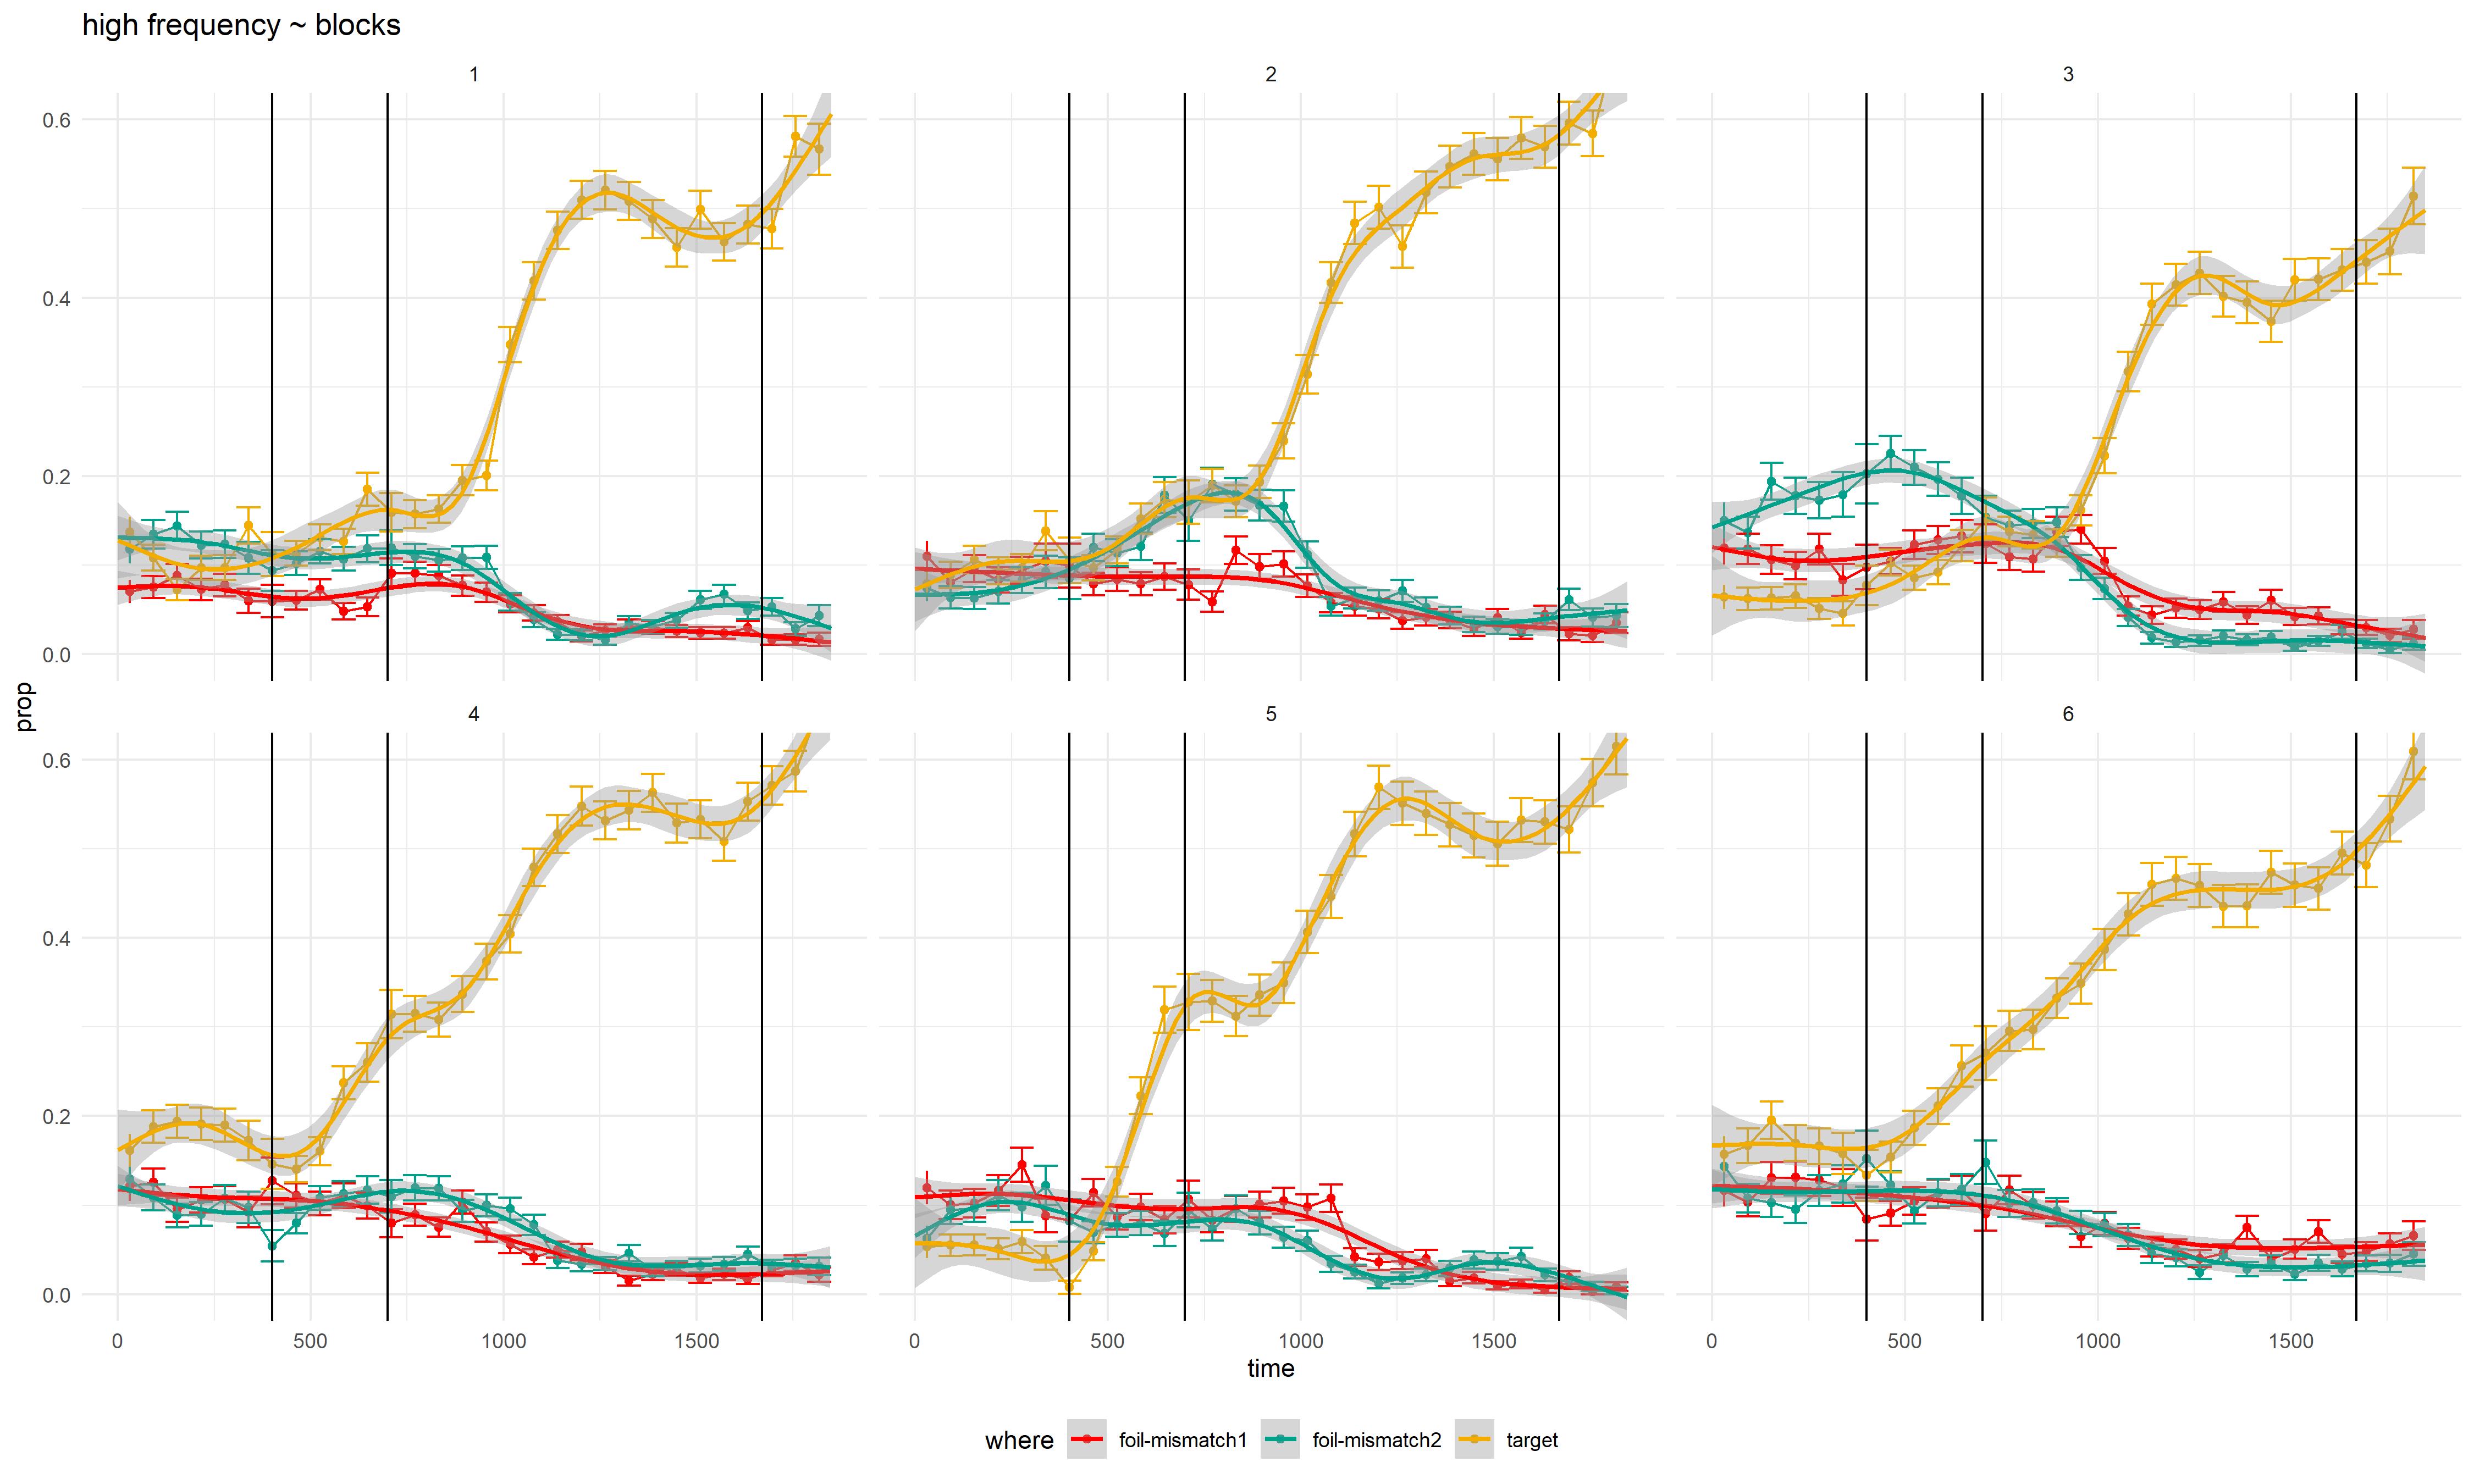 high frequency ~ blocks
1 2 3
0.6
0.4
0.2
0.0
prop
4 5 6
0.6
0.4
0.2
0.0
0 500 1000 1500 0 500 1000 1500 0 500 1000 1500
time
where foil-mismatch1 foil-mismatch2 target